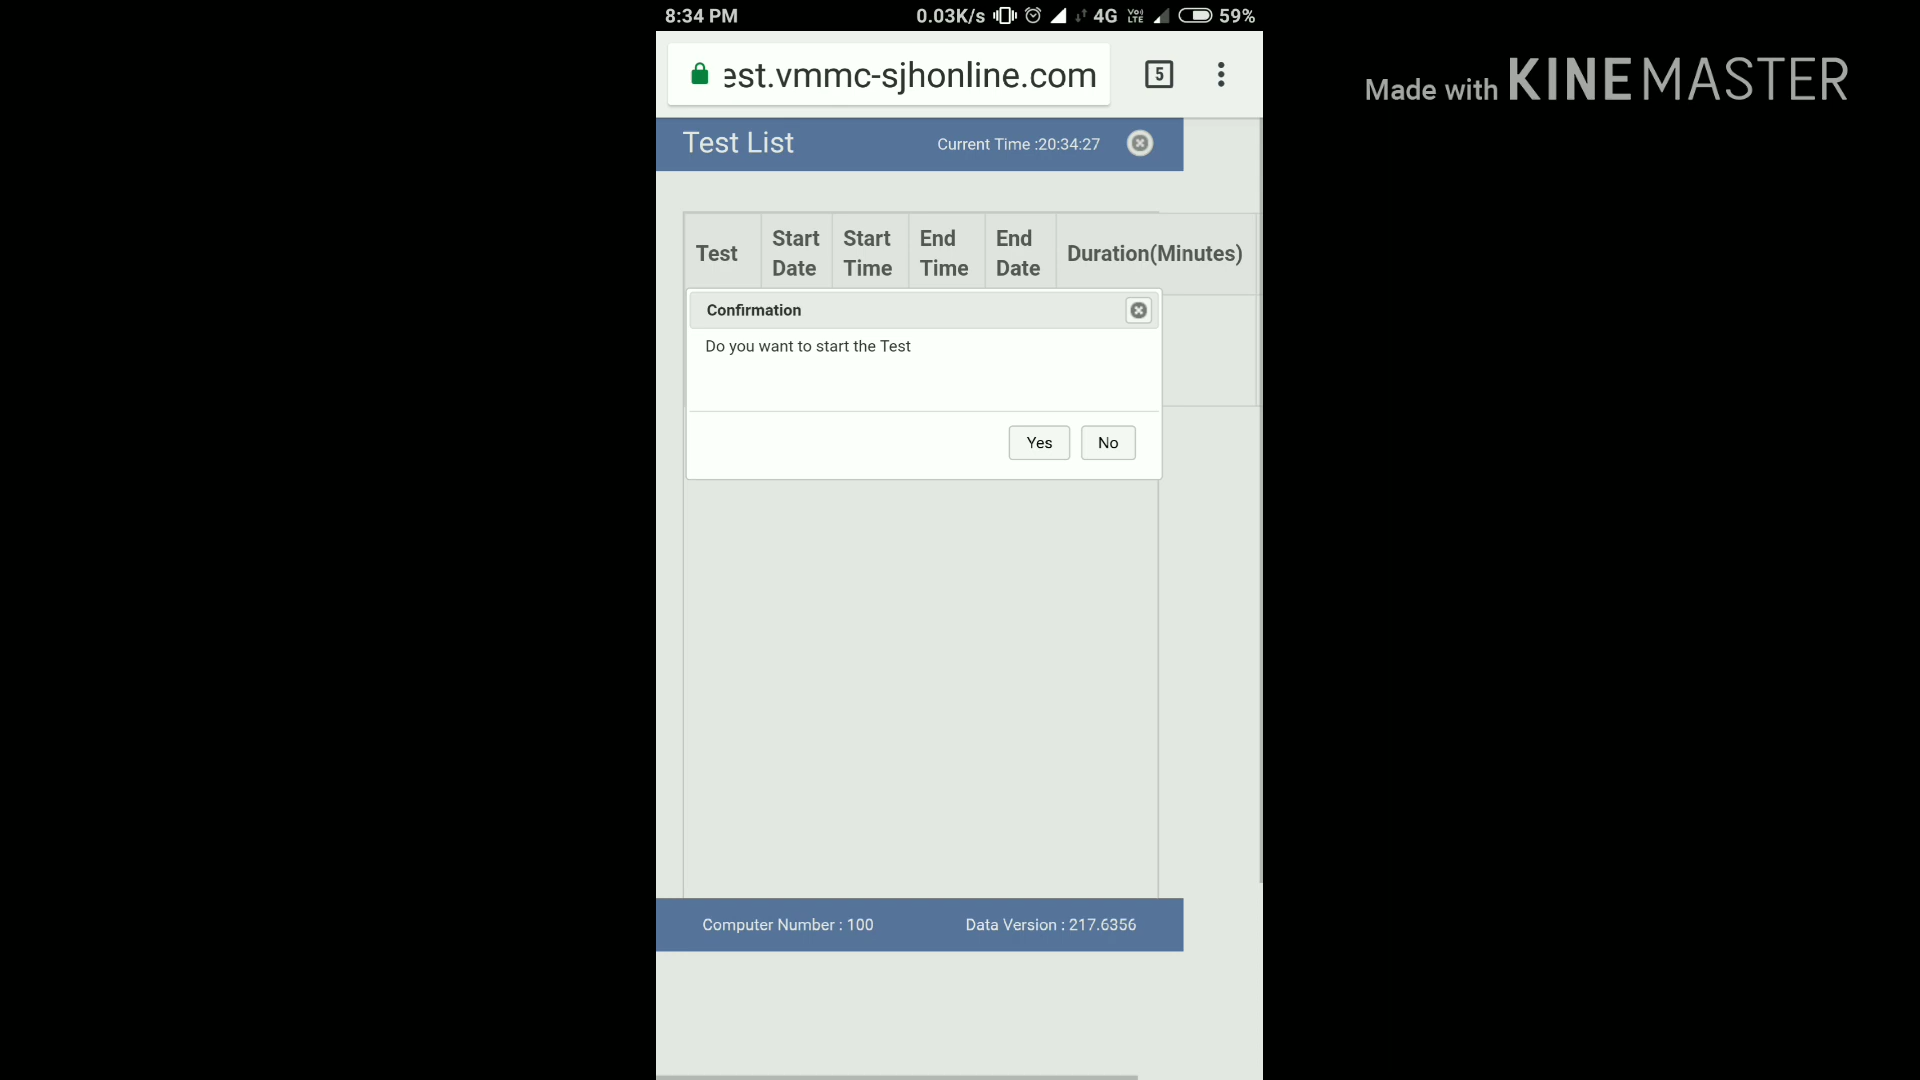 8:34 PM 0.03K/s 4G VoLTE 59%
est.vmmc-sjhonline.com 5
Made with KINEMASTER
Test List Current Time :20:34:27
Test Start Date Start Time End Time End Date Duration(Minutes)
Confirmation
Do you want to start the Test
Yes No
Computer Number : 100 Data Version : 217.6356